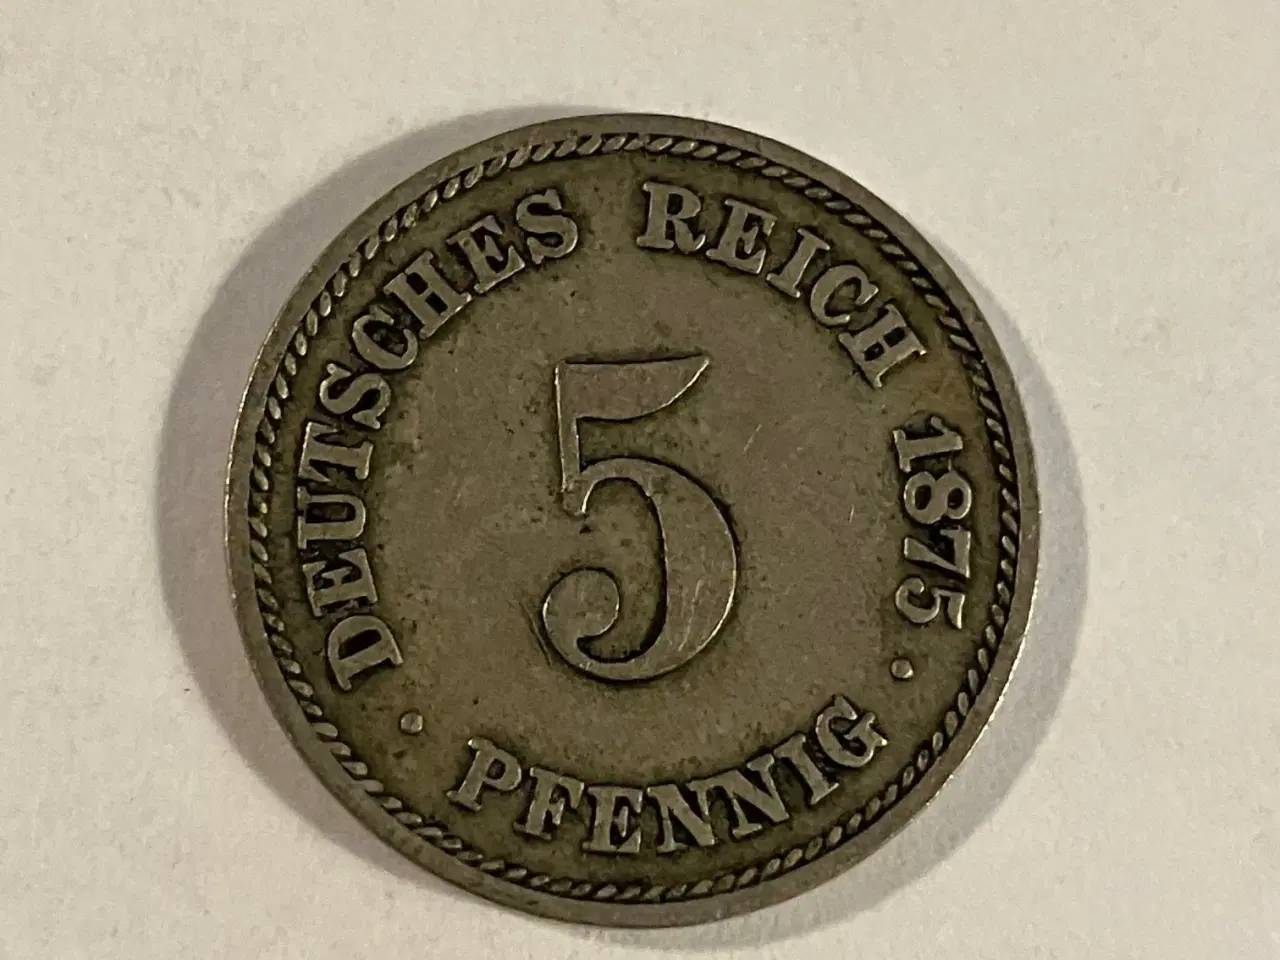 DEUTSCHES REICH 1875
5
PFENNIG